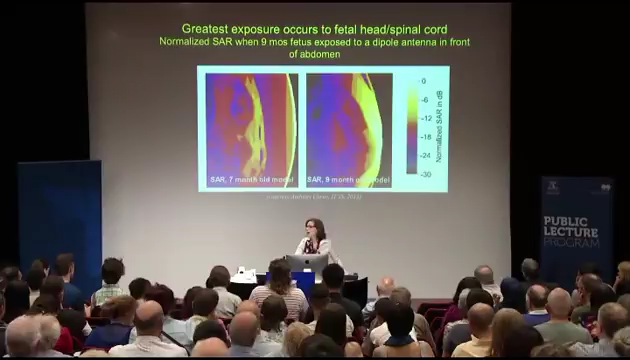 Greatest exposure occurs to fetal head/spinal cord
Normalized SAR when 9 mos fetus exposed to a dipole antenna in front
of abdomen
0
-6
-12
-18
-24
-30
Normalized SAR in dB
SAR, 7 month old model
SAR, 9 month old model
PUBLIC
LECTURE
PROGRAM